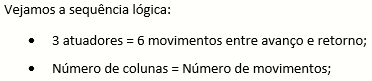 Vejamos a sequência lógica:
• 3 atuadores = 6 movimentos entre avanço e retorno;
• Número de colunas = Número de movimentos;